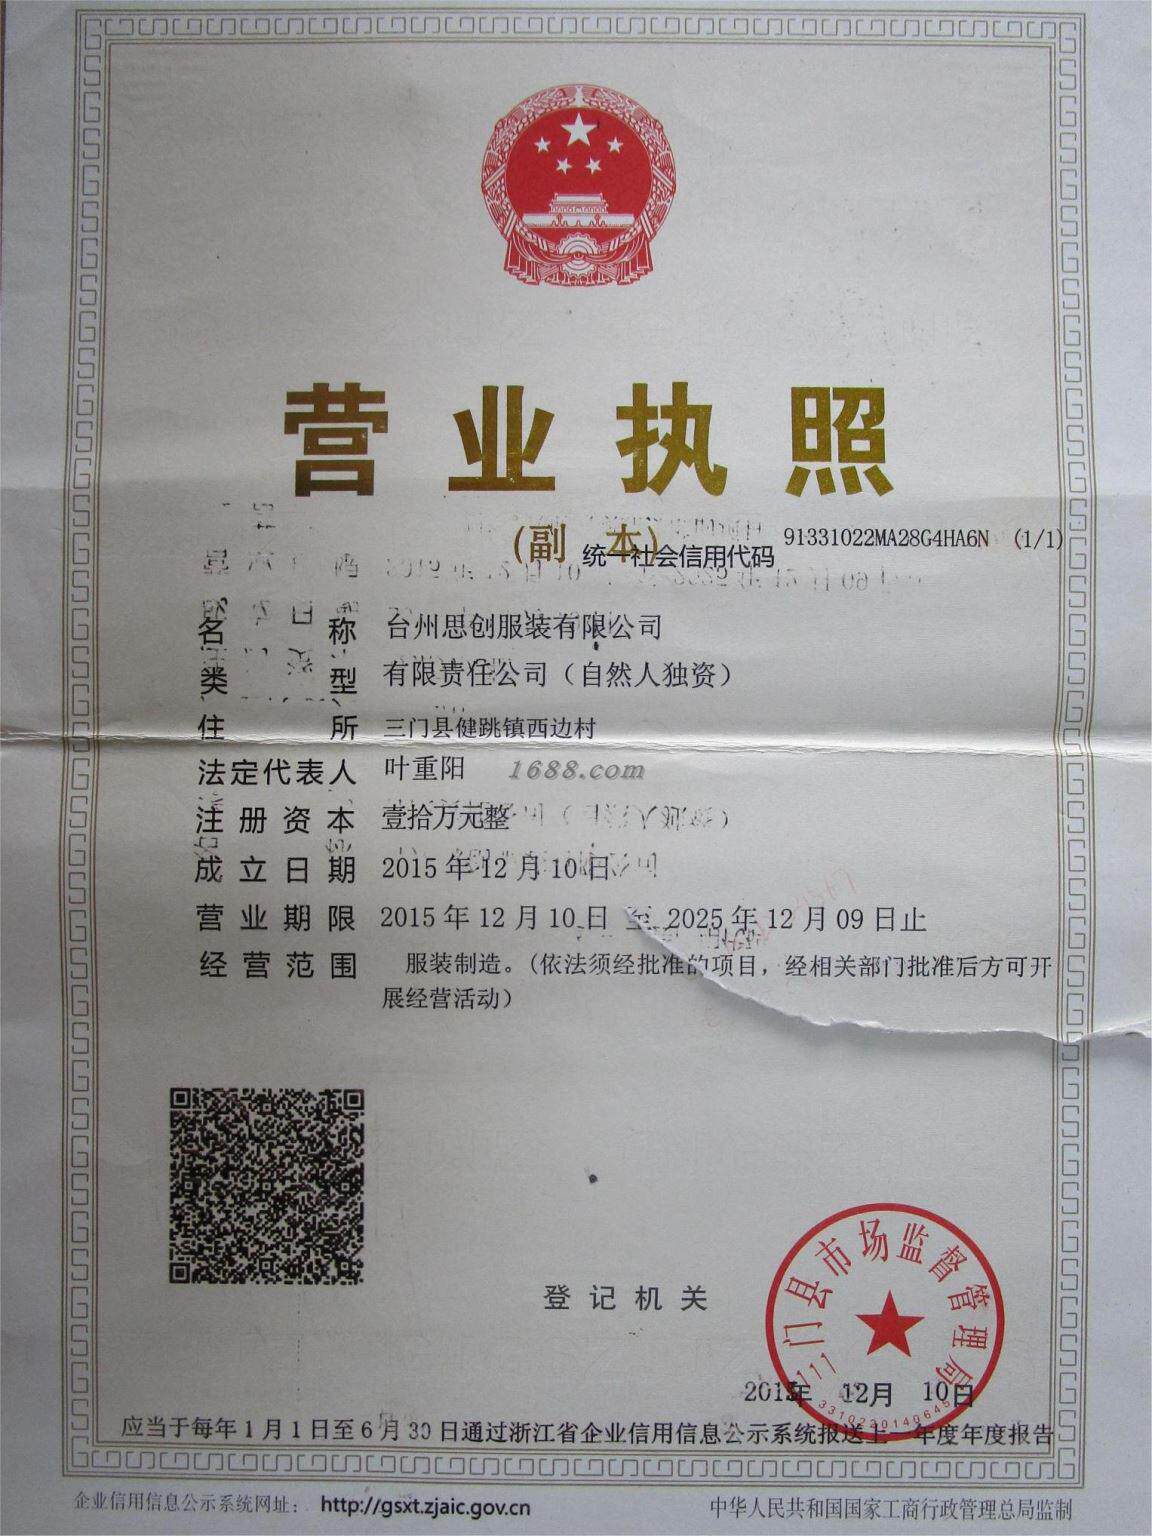 营业执照
(副 本)
统一社会信用代码 91331022MA28G4HA6N (1/1)
名称 台州思创服装有限公司
类型 有限责任公司（自然人独资）
住所 三门县健跳镇西边村
法定代表人 叶重阳
1688.com
注册资本 壹拾万元整
成立日期 2015年12月10日
营业期限 2015年12月10日 至 2025年12月09日止
经营范围 服装制造。(依法须经批准的项目，经相关部门批准后方可开
展经营活动）
登记机关
三门县市场监督管理局
2015年 12月 10日
3310220140645
应当于每年1月1日至6月30日通过浙江省企业信用信息公示系统报送上一年度年度报告
企业信用信息公示系统网址： http://gsxt.zjaic.gov.cn
中华人民共和国国家工商行政管理总局监制